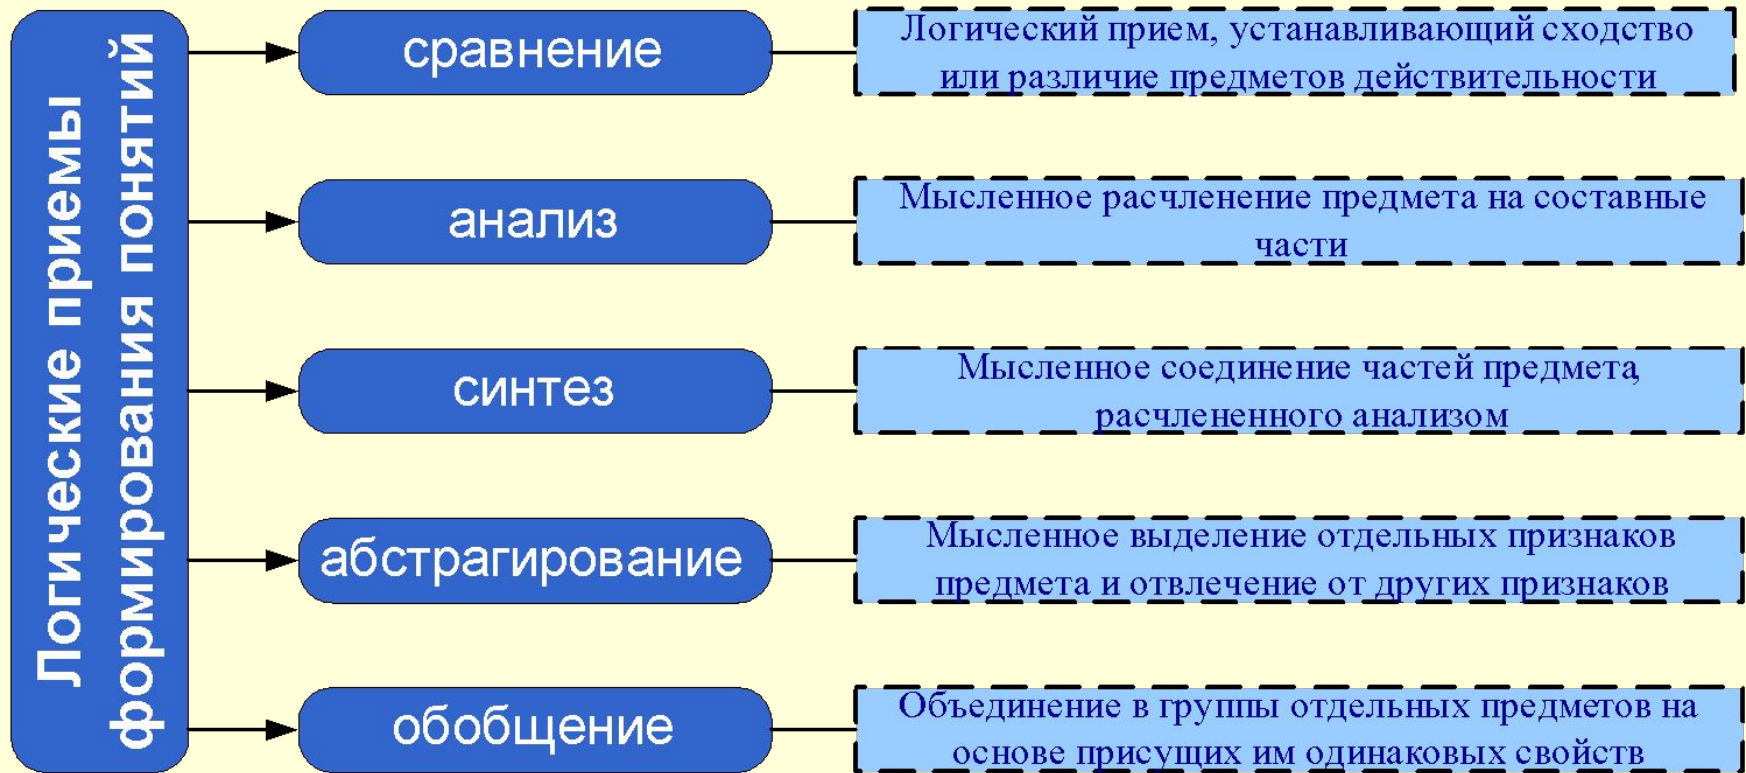 Логические приемы
формирования понятий
сравнение
Логический прием, устанавливающий сходство
или различие предметов действительности
анализ
Мысленное расчленение предмета на составные
части
синтез
Мысленное соединение частей предмета,
расчлененного анализом
абстрагирование
Мысленное выделение отдельных признаков
предмета и отвлечение от других признаков
обобщение
Объединение в группы отдельных предметов на
основе присущих им одинаковых свойств